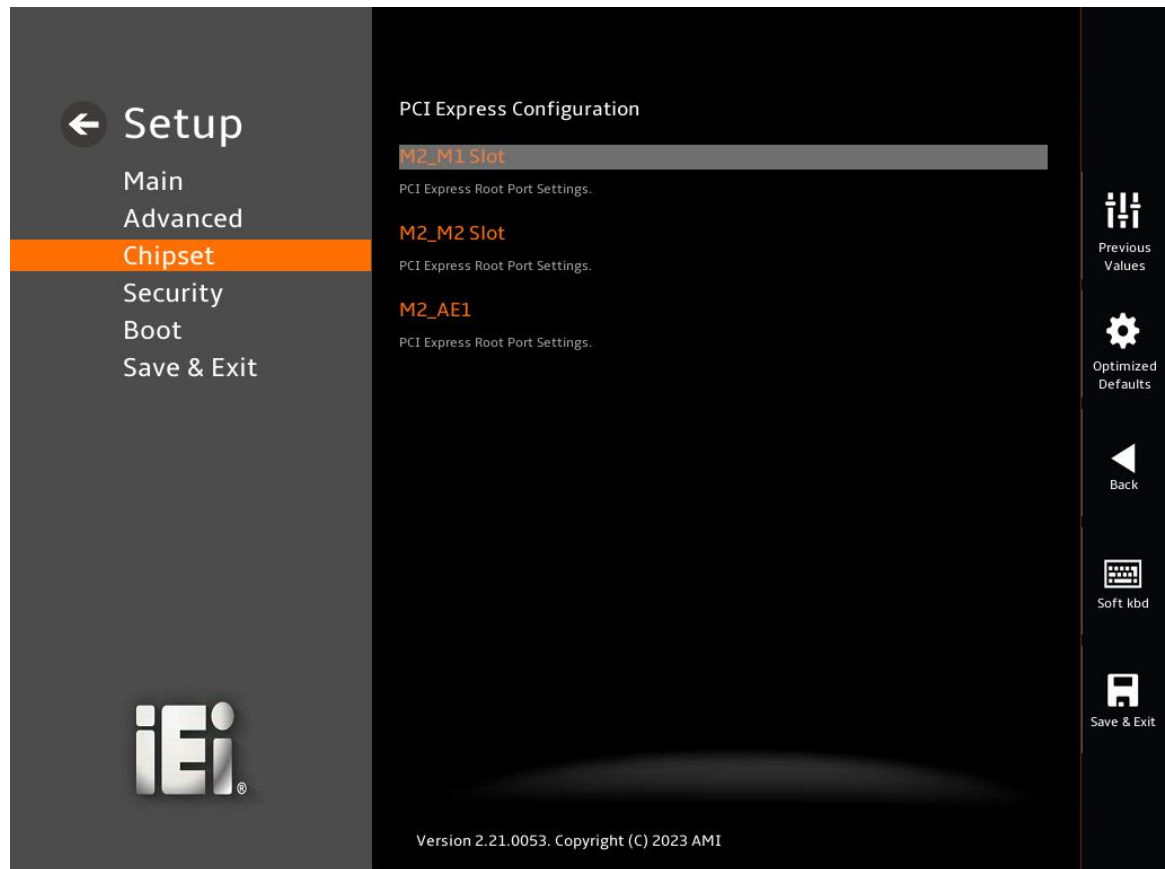 Setup
Main
Advanced
Chipset
Security
Boot
Save & Exit
iEi®
PCI Express Configuration
M2_M1 Slot
PCI Express Root Port Settings.
M2_M2 Slot
PCI Express Root Port Settings.
M2_AE1
PCI Express Root Port Settings.
Version 2.21.0053. Copyright (C) 2023 AMI
Previous
Values
Optimized
Defaults
Back
Soft kbd
Save & Exit